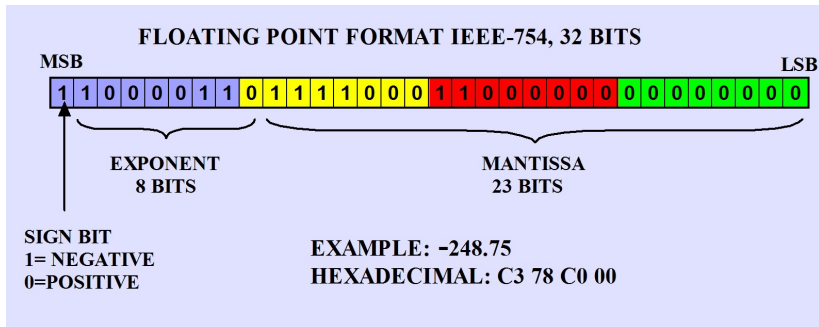 FLOATING POINT FORMAT IEEE-754, 32 BITS
MSB
LSB
1 1 0 0 0 0 1 1 0 1 1 1 1 0 0 0 1 1 0 0 0 0 0 0 0 0 0 0 0 0 0 0
EXPONENT
8 BITS
MANTISSA
23 BITS
SIGN BIT
1= NEGATIVE
0=POSITIVE
EXAMPLE: -248.75
HEXADECIMAL: C3 78 C0 00